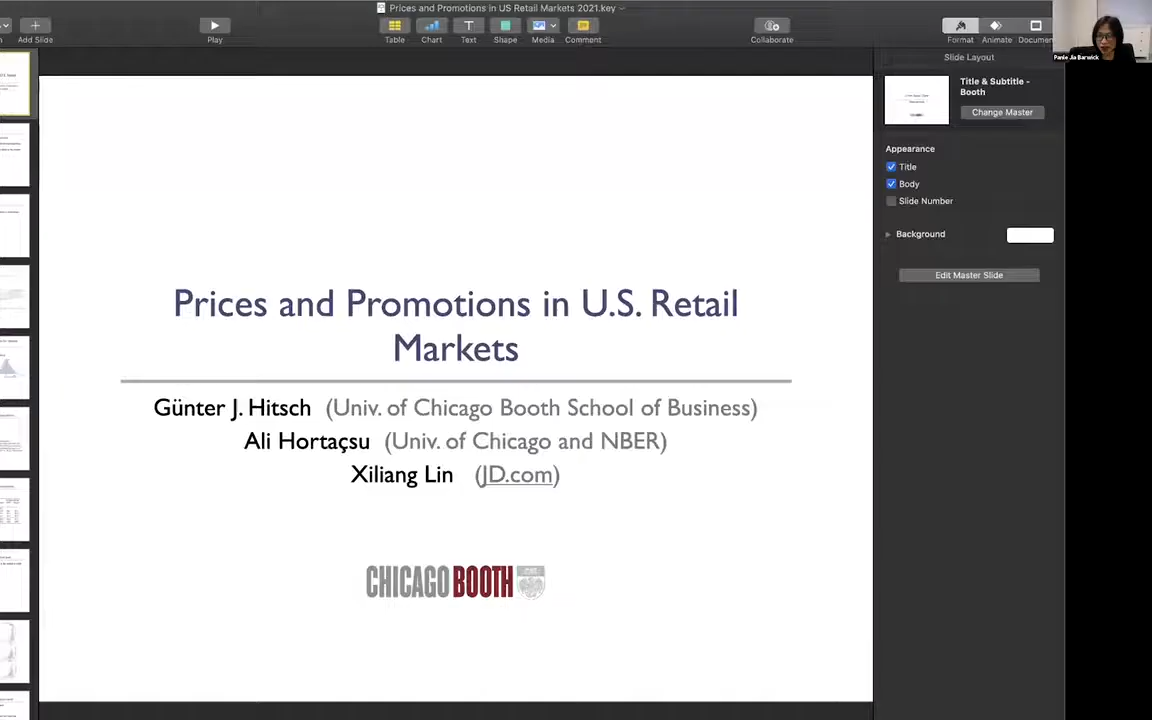 Prices and Promotions in US Retail Markets 2021.key
Add Slide
Play
Table
Chart
Text
Shape
Media
Comment
Collaborate
Format
Animate
Panle Jia Barwick
Slide Layout
Title & Subtitle -
Booth
Change Master
Appearance
Title
Body
Slide Number
Background
Edit Master Slide
Prices and Promotions in U.S. Retail
Markets
Günter J. Hitsch (Univ. of Chicago Booth School of Business)
Ali Hortaçsu (Univ. of Chicago and NBER)
Xiliang Lin (JD.com)
CHICAGO BOOTH